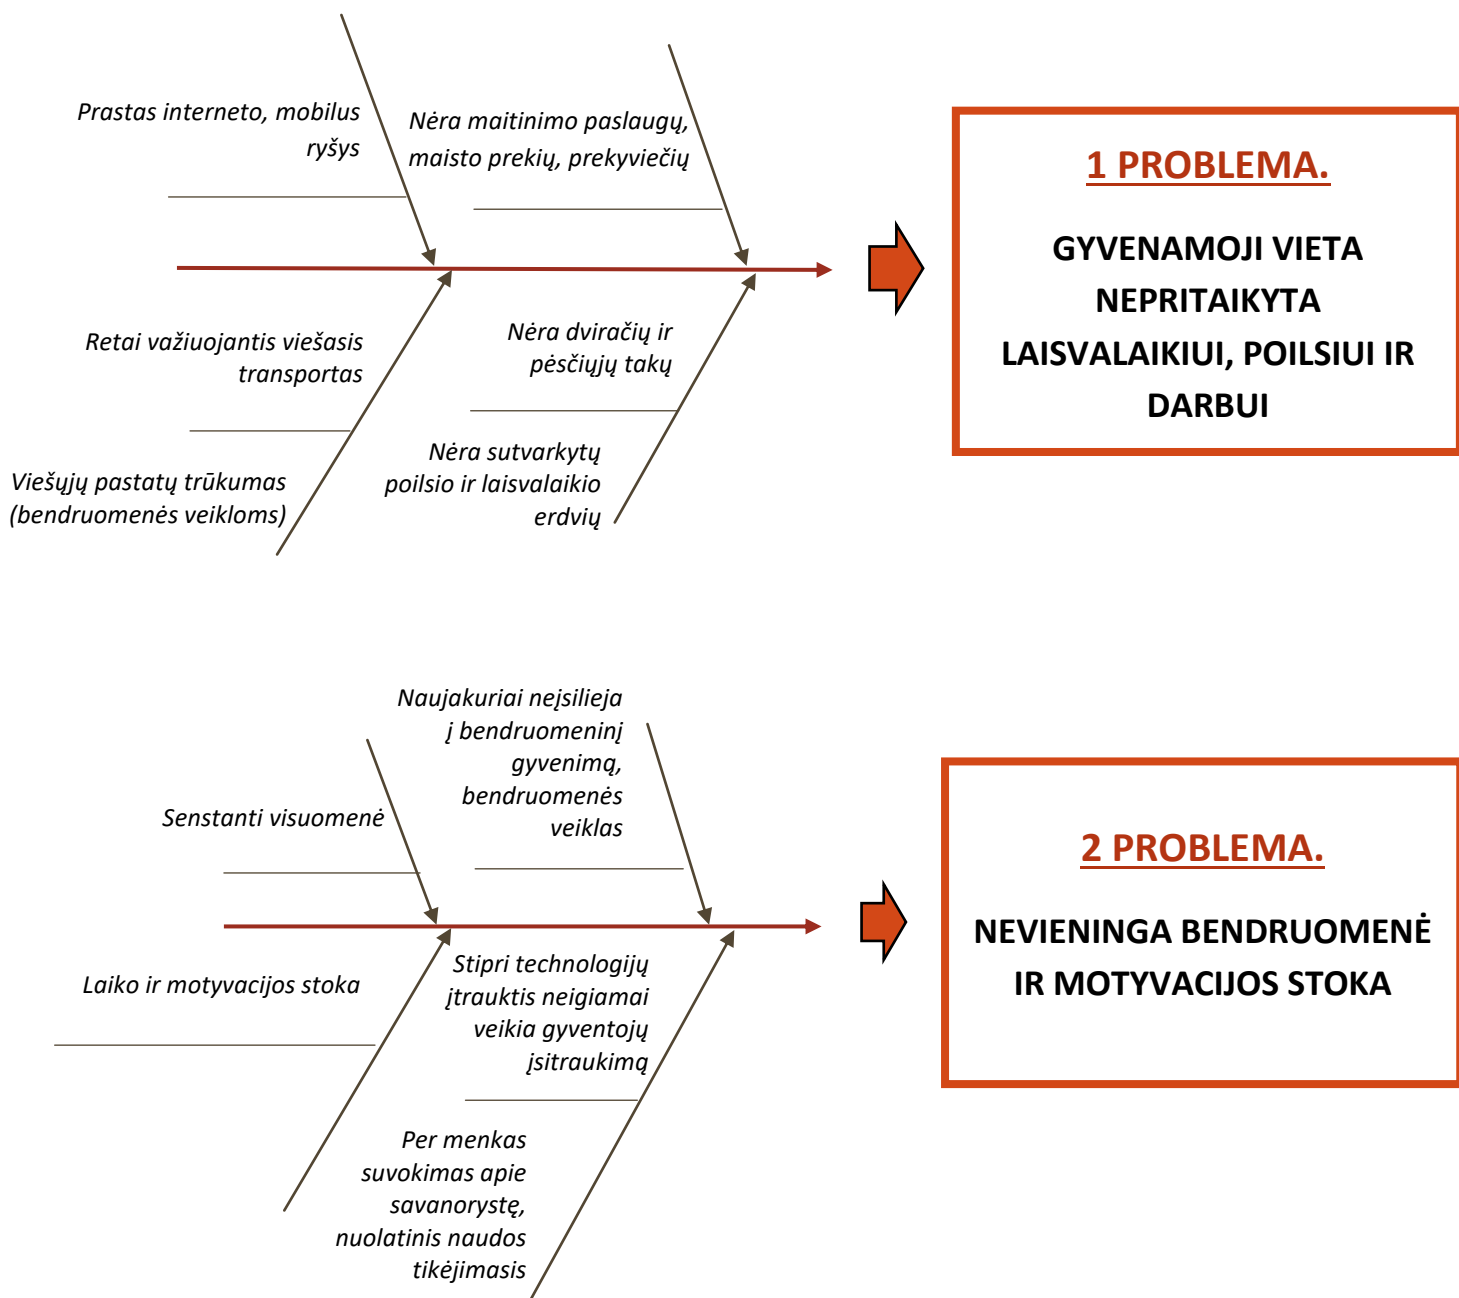 Prastas interneto, mobilus
ryšys
Nėra maitinimo paslaugų,
maisto prekių, prekyviečių
1 PROBLEMA.
GYVENAMOJI VIETA
NEPRITAIKYTA
LAISVALAIKIUI, POILSIUI IR
DARBUI
Retai važiuojantis viešasis
transportas
Nėra dviračių ir
pėsčiųjų takų
Viešųjų pastatų trūkumas
(bendruomenės veikloms)
Nėra sutvarkytų
poilsio ir laisvalaikio
erdvių
Senstanti visuomenė
Naujakuriai neįsilieja
į bendruomeninį
gyvenimą,
bendruomenės
veiklas
2 PROBLEMA.
NEVIENINGA BENDRUOMENĖ
IR MOTYVACIJOS STOKA
Laiko ir motyvacijos stoka
Stipri technologijų
įtrauktis neigiamai
veikia gyventojų
įsitraukimą
Per menkas
suvokimas apie
savanorystę,
nuolatinis naudos
tikėjimasis